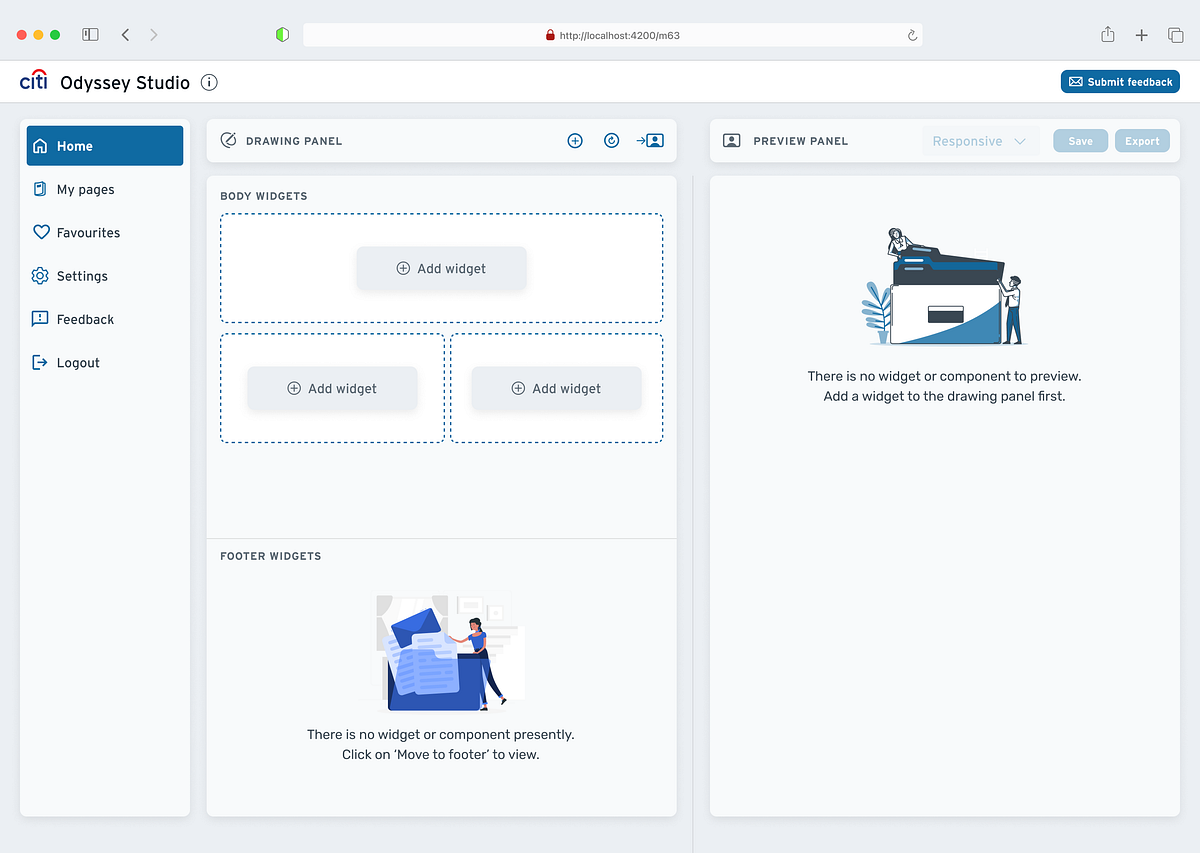 http://localhost:4200/m63
citi Odyssey Studio
Submit feedback
Home
My pages
Favourites
Settings
Feedback
Logout
DRAWING PANEL
BODY WIDGETS
Add widget
Add widget
Add widget
FOOTER WIDGETS
There is no widget or component presently.
Click on ‘Move to footer’ to view.
PREVIEW PANEL
Responsive
Save
Export
There is no widget or component to preview.
Add a widget to the drawing panel first.